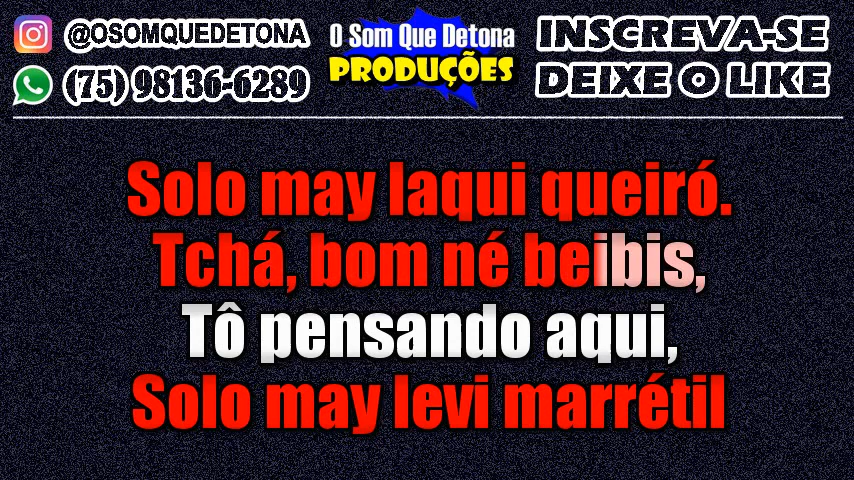 @OSOMQUEDETONA
(75) 98136-6289
O Som Que Detona
PRODUÇÕES
INSCREVA-SE
DEIXE O LIKE
Solo may laqui queiró.
Tchá, bom né beibis,
Tô pensando aqui,
Solo may levi marrétil